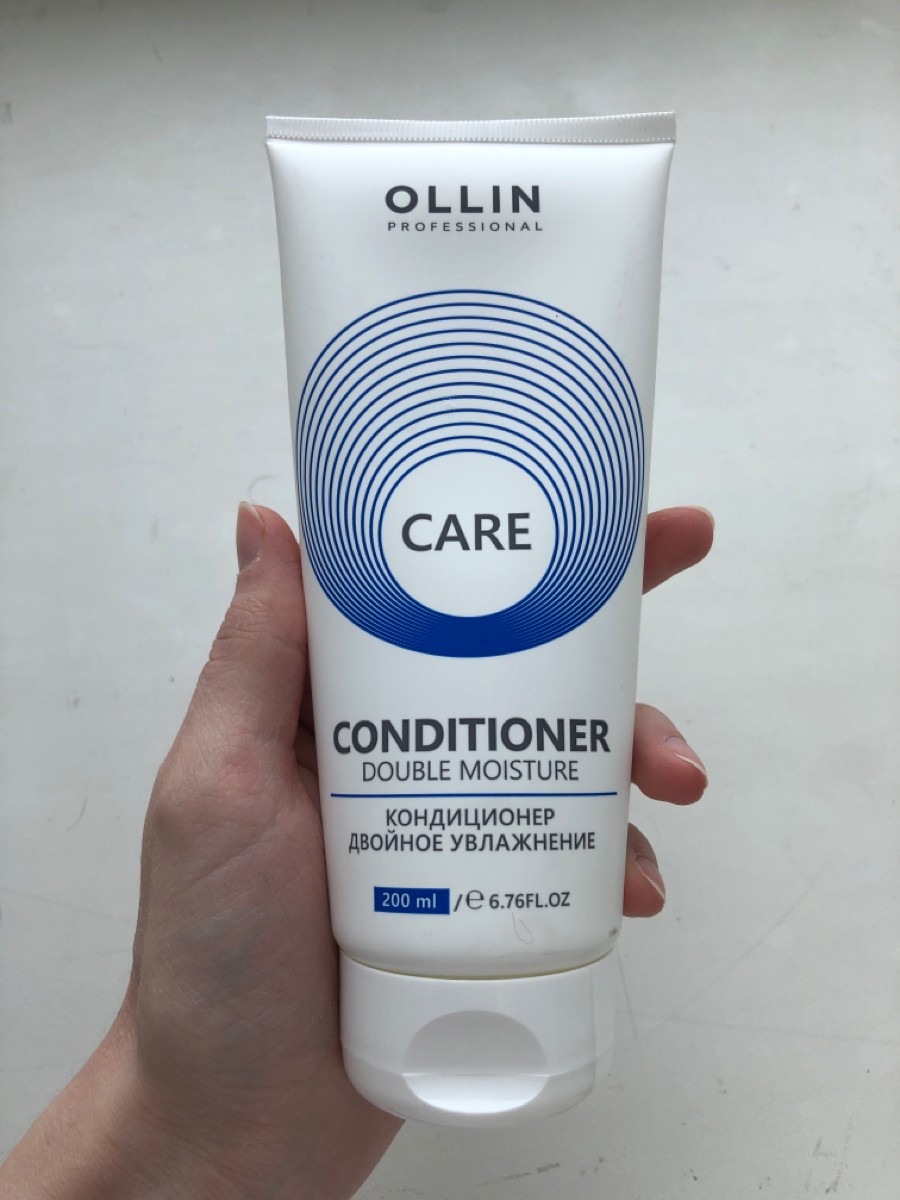 OLLIN
PROFESSIONAL
CARE
CONDITIONER
DOUBLE MOISTURE
КОНДИЦИОНЕР
ДВОЙНОЕ УВЛАЖНЕНИЕ
200 ml / ℮ 6.76FL.OZ